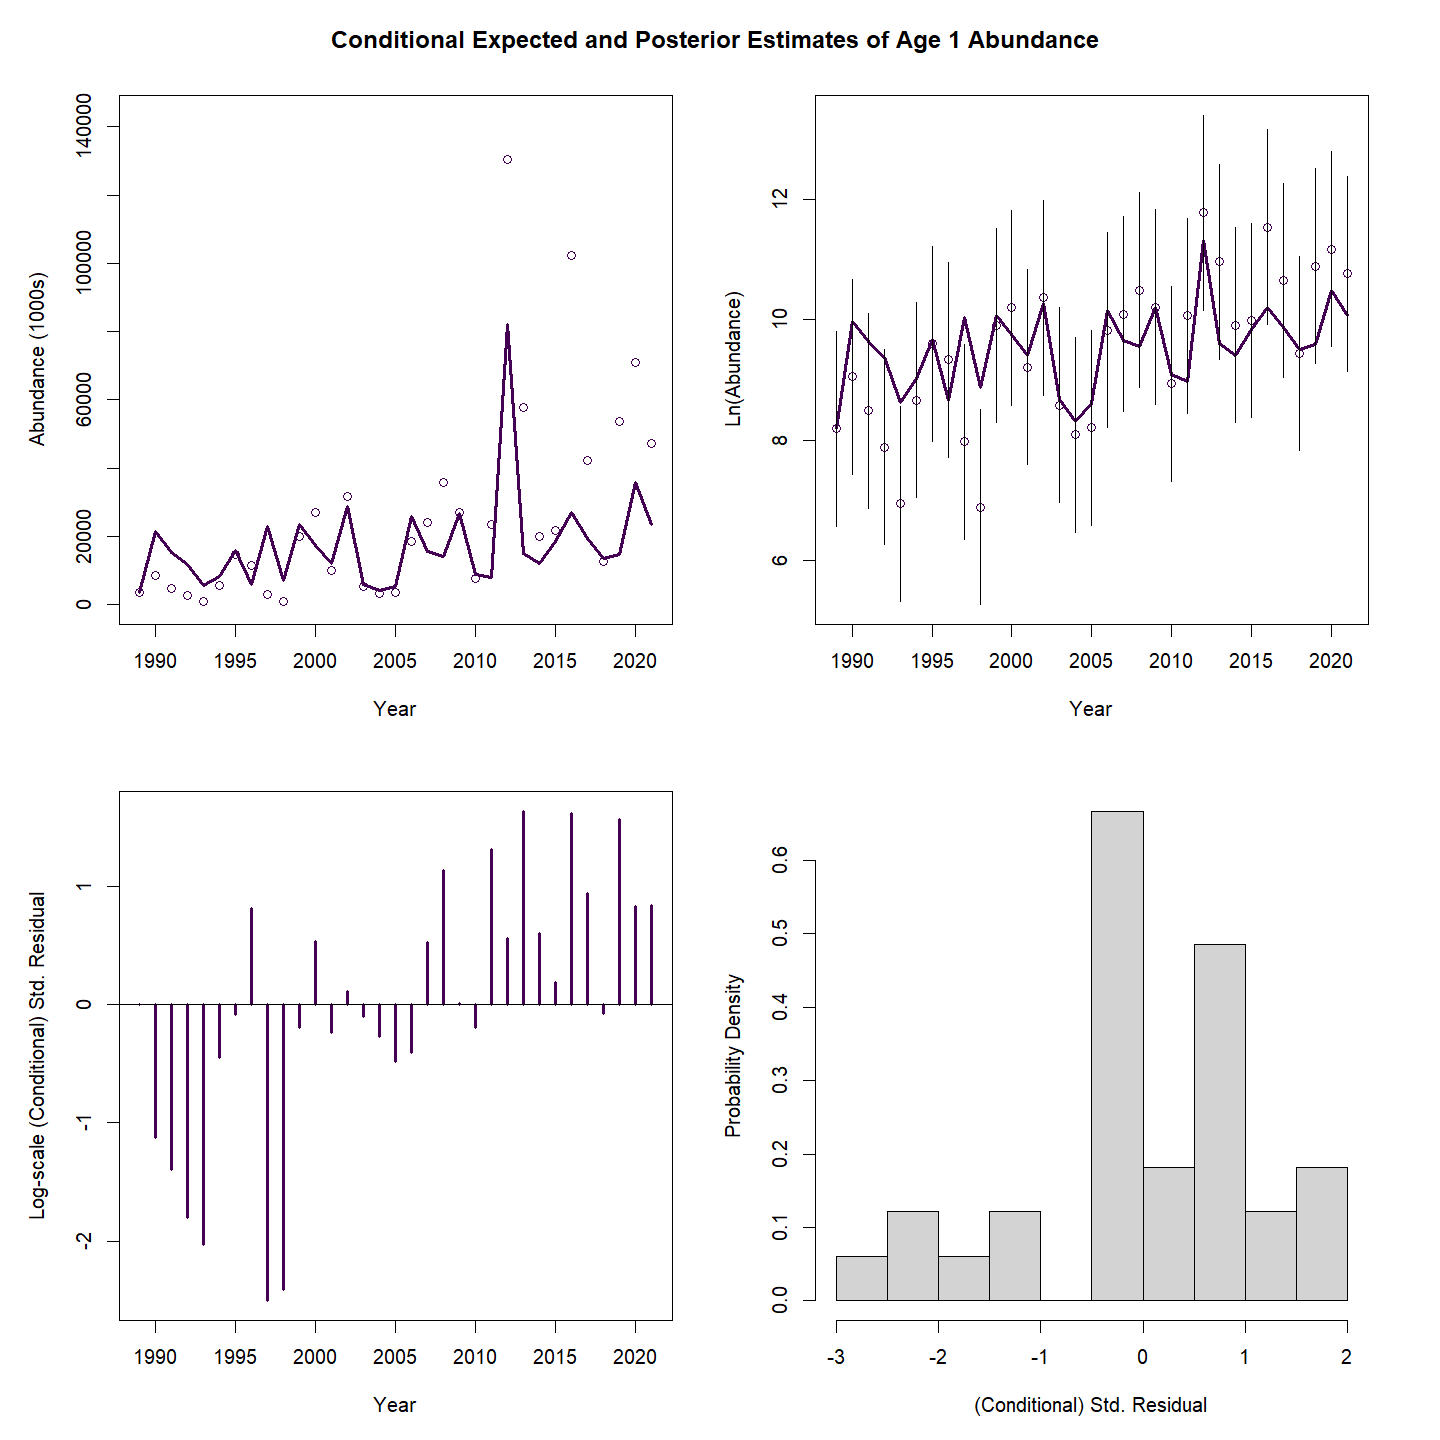 Conditional Expected and Posterior Estimates of Age 1 Abundance
Abundance (1000s)
140000
100000
60000
20000
0
1990 1995 2000 2005 2010 2015 2020
Year
Ln(Abundance)
12
10
8
6
1990 1995 2000 2005 2010 2015 2020
Year
Log-scale (Conditional) Std. Residual
1
0
-1
-2
1990 1995 2000 2005 2010 2015 2020
Year
Probability Density
0.6
0.5
0.4
0.3
0.2
0.1
0.0
-3 -2 -1 0 1 2
(Conditional) Std. Residual